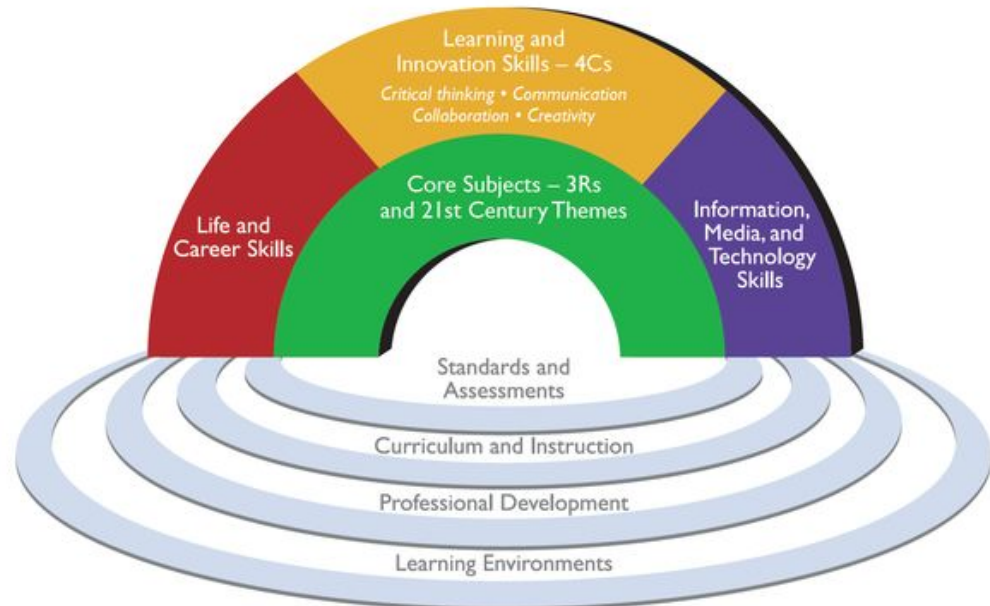 Learning and
Innovation Skills – 4Cs
Critical thinking • Communication
Collaboration • Creativity
Core Subjects – 3Rs
and 21st Century Themes
Life and
Career Skills
Information,
Media, and
Technology
Skills
Standards and
Assessments
Curriculum and Instruction
Professional Development
Learning Environments